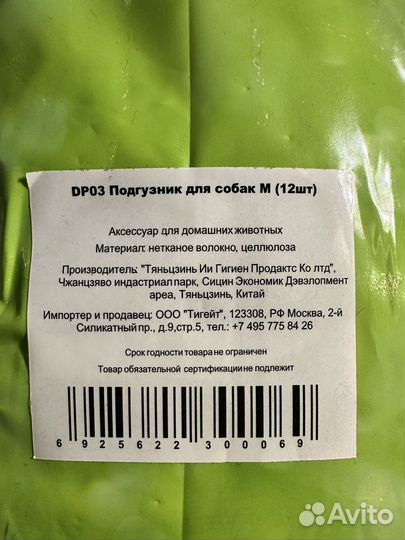 DP03 Подгузник для собак M (12шт)
Аксессуар для домашних животных
Материал: нетканое волокно, целлюлоза
Производитель: "Тяньцзинь Ии Гигиен Продактс Ко лтд",
Чжанцзяво индастриал парк, Сицин Экономик Дэвэлопмент
ареа, Тяньцзинь, Китай
Импортер и продавец: ООО "Тигейт", 123308, РФ Москва, 2-й
Силикатный пр., д.9,стр.5, тел.: +7 495 775 84 26
Срок годности товара не ограничен
Товар обязательной сертификации не подлежит
6 925622 300069
Avito